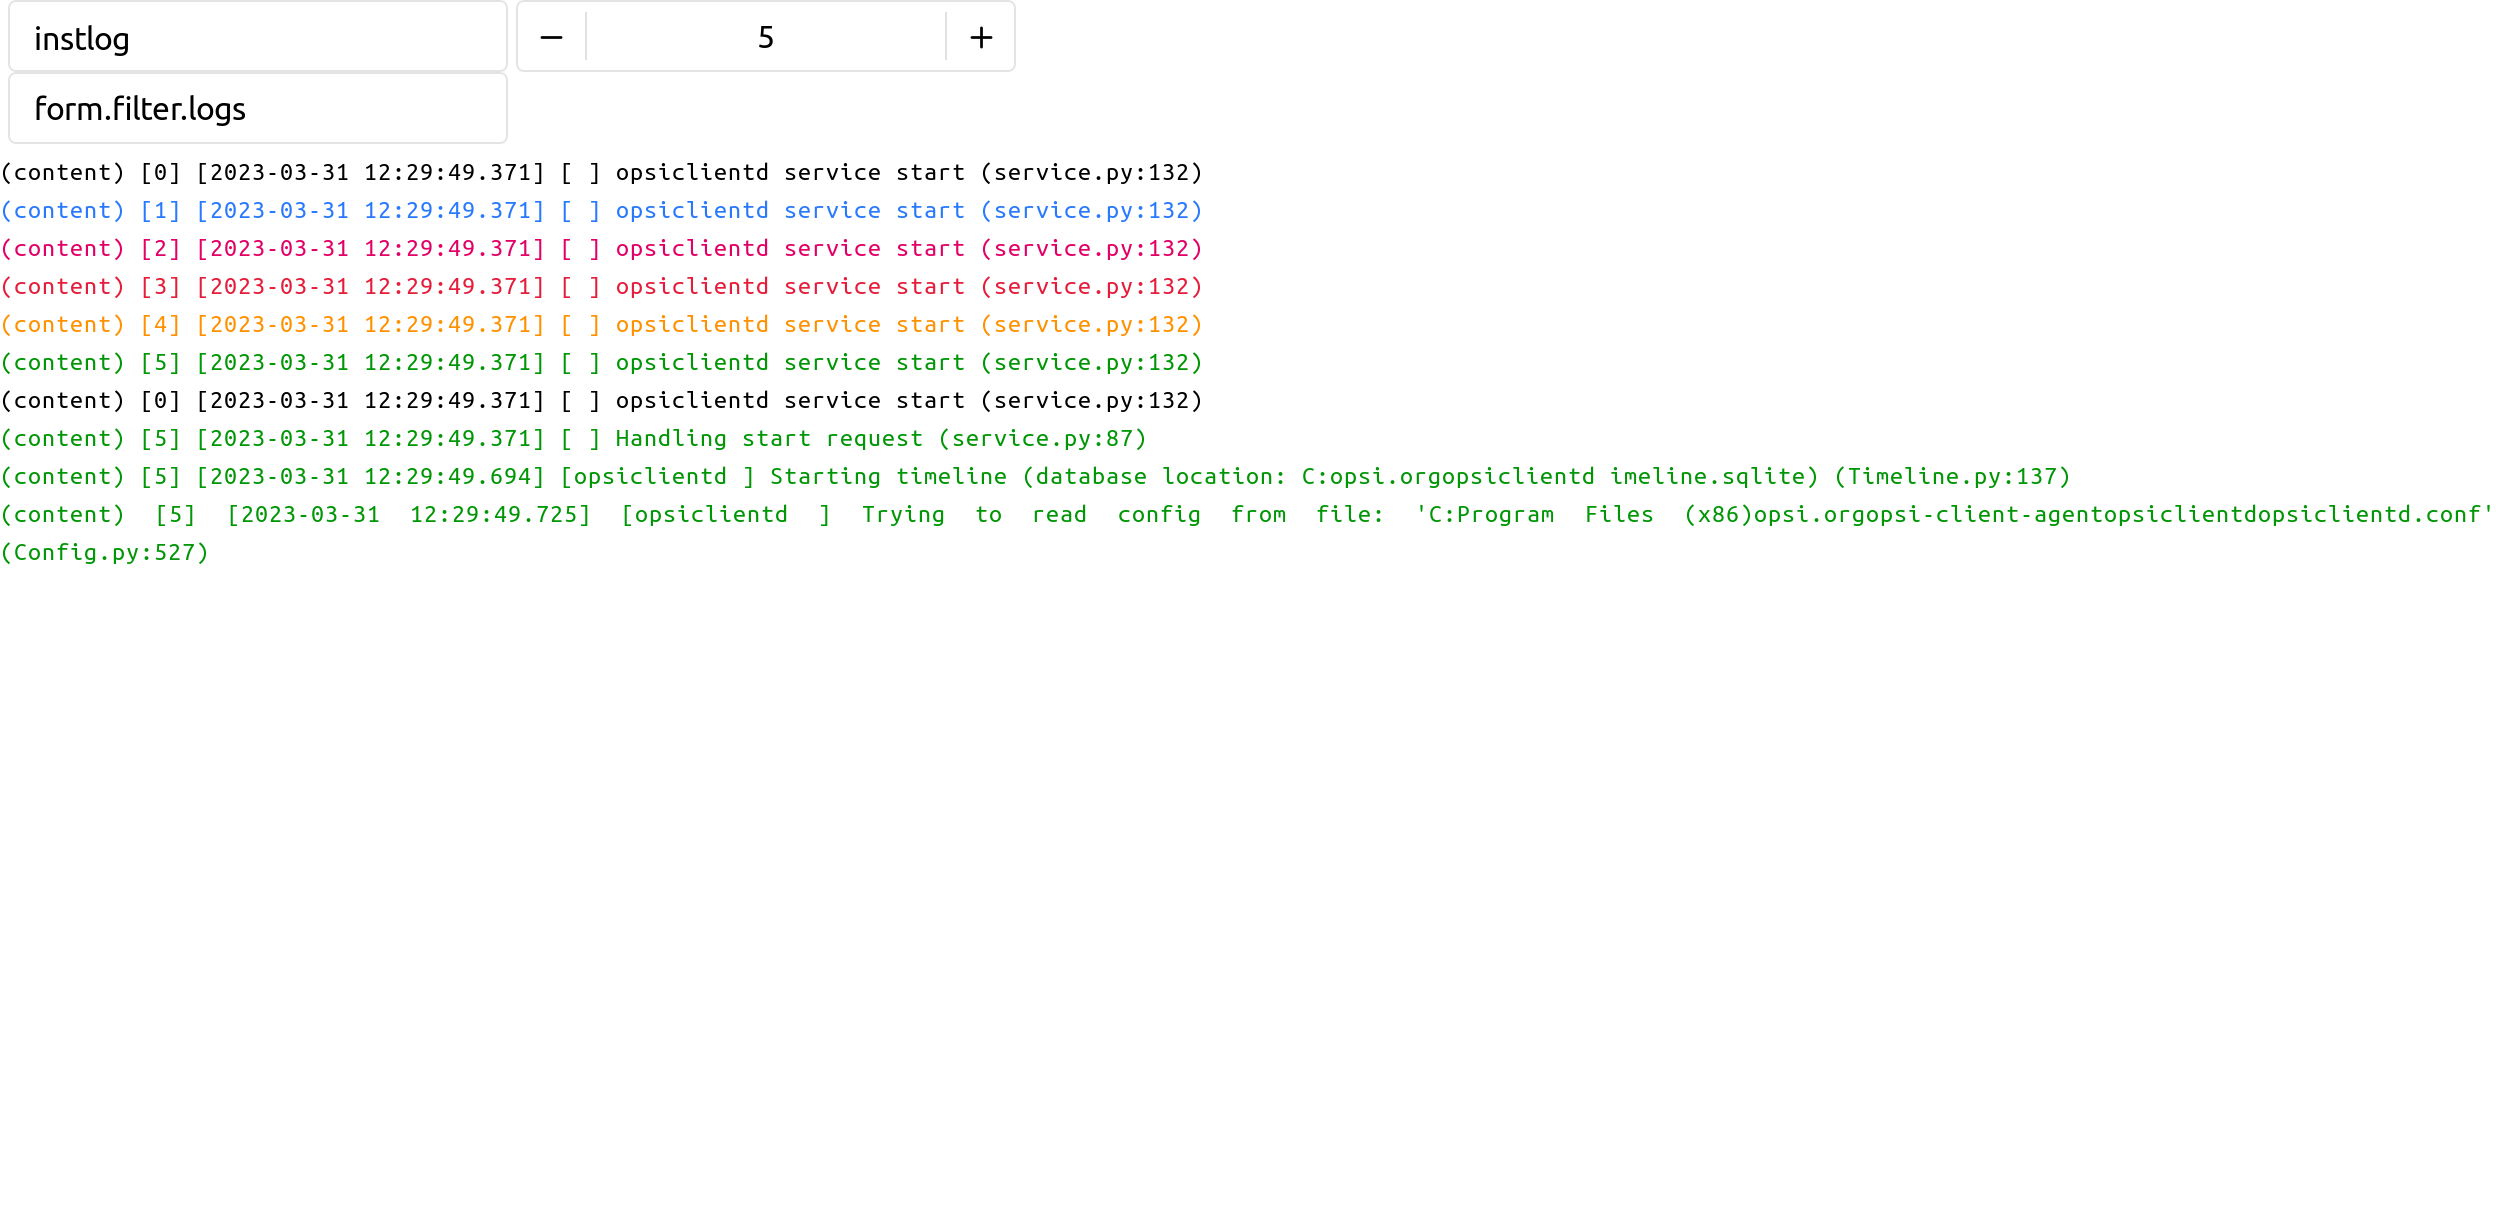 instlog
5
form.filter.logs
(content) [0] [2023-03-31 12:29:49.371] [ ] opsiclientd service start (service.py:132)
(content) [1] [2023-03-31 12:29:49.371] [ ] opsiclientd service start (service.py:132)
(content) [2] [2023-03-31 12:29:49.371] [ ] opsiclientd service start (service.py:132)
(content) [3] [2023-03-31 12:29:49.371] [ ] opsiclientd service start (service.py:132)
(content) [4] [2023-03-31 12:29:49.371] [ ] opsiclientd service start (service.py:132)
(content) [5] [2023-03-31 12:29:49.371] [ ] opsiclientd service start (service.py:132)
(content) [0] [2023-03-31 12:29:49.371] [ ] opsiclientd service start (service.py:132)
(content) [5] [2023-03-31 12:29:49.371] [ ] Handling start request (service.py:87)
(content) [5] [2023-03-31 12:29:49.694] [opsiclientd ] Starting timeline (database location: C:opsi.orgopsiclientd imeline.sqlite) (Timeline.py:137)
(content) [5] [2023-03-31 12:29:49.725] [opsiclientd ] Trying to read config from file: 'C:Program Files (x86)opsi.orgopsi-client-agentopsiclientdopsiclientd.conf'
(Config.py:527)